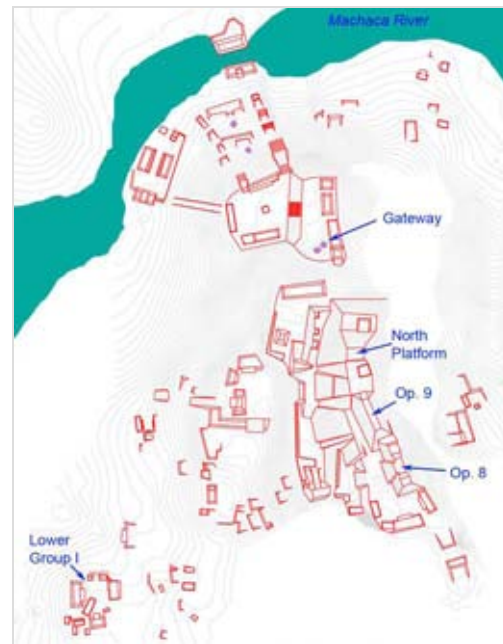 Machaca River
Gateway
North
Platform
Op. 9
Op. 8
Lower
Group I